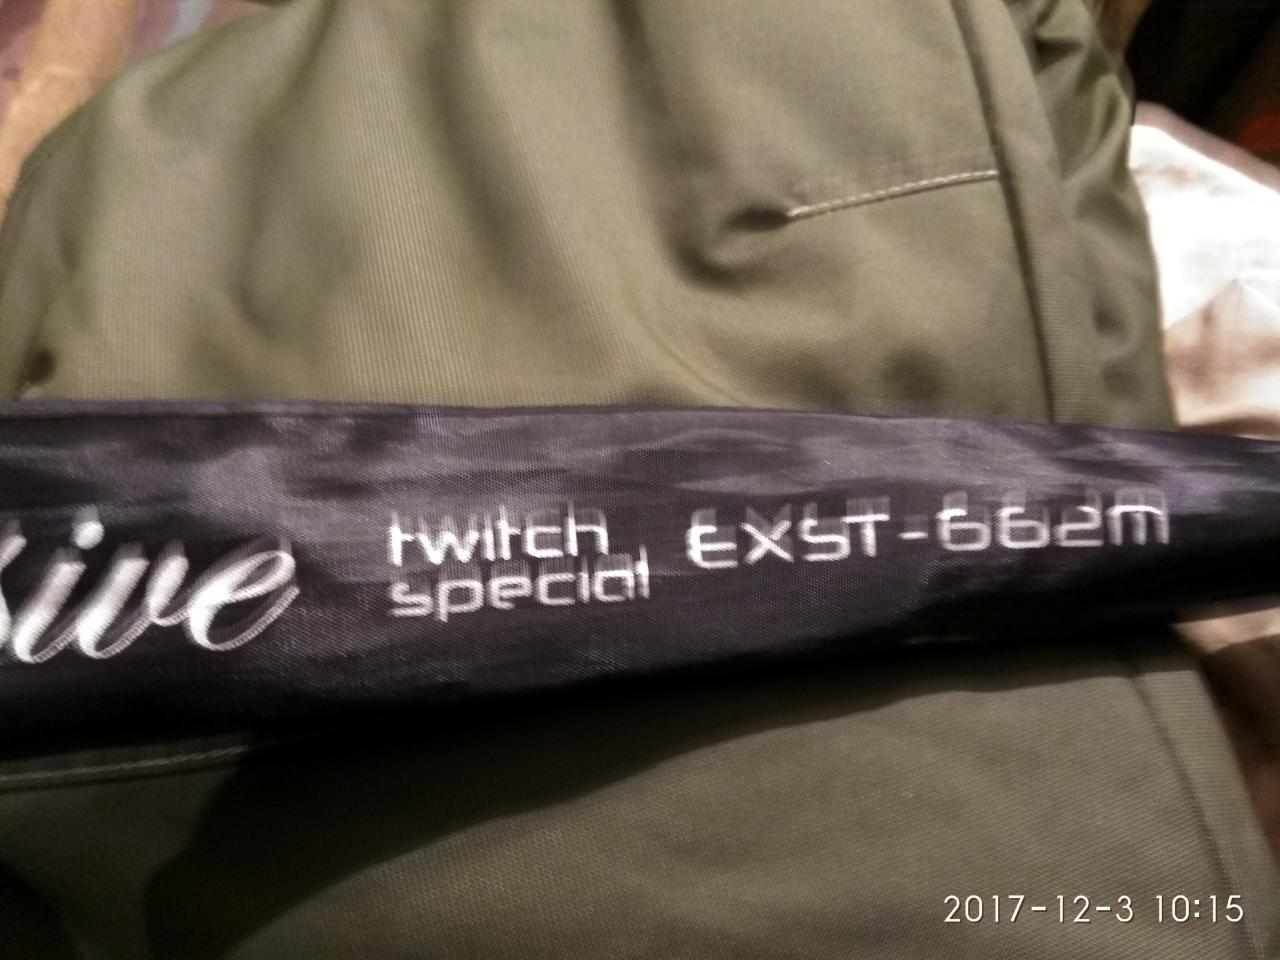 sive
twitch
special
EXST-662m
2017-12-3 10:15